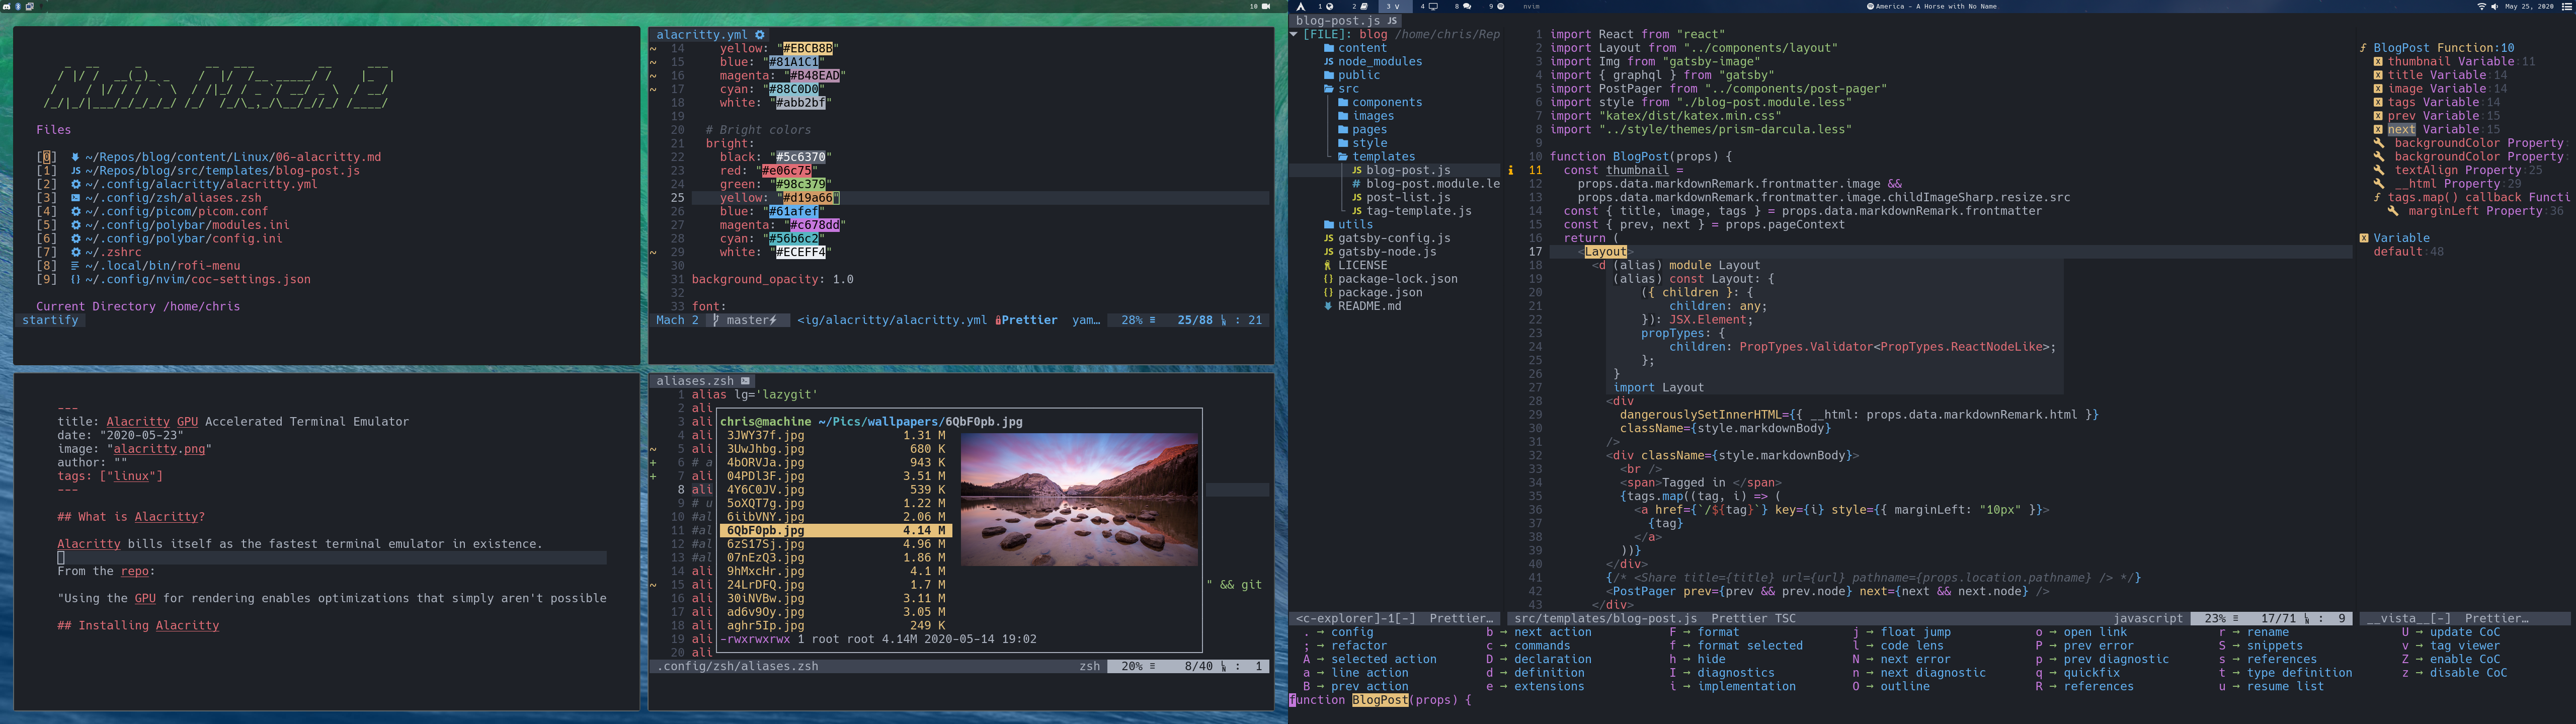 10
Files
[0] ~/Repos/blog/content/Linux/06-alacritty.md
[1] JS ~/Repos/blog/src/templates/blog-post.js
[2] ~/.config/alacritty/alacritty.yml
[3] ~/.config/zsh/aliases.zsh
[4] ~/.config/picom/picom.conf
[5] ~/.config/polybar/modules.ini
[6] ~/.config/polybar/config.ini
[7] ~/.zshrc
[8] ~/.local/bin/rofi-menu
[9] {} ~/.config/nvim/coc-settings.json
Current Directory /home/chris
startify
alacritty.yml
~ 14 yellow: "#EBCB8B"
~ 15 blue: "#81A1C1"
~ 16 magenta: "#B48EAD"
~ 17 cyan: "#88C0D0"
18 white: "#abb2bf"
19
20 # Bright colors
21 bright:
22 black: "#5c6370"
23 red: "#e06c75"
24 green: "#98c379"
25 yellow: "#d19a66"
26 blue: "#61afef"
27 magenta: "#c678dd"
28 cyan: "#56b6c2"
~ 29 white: "#ECEFF4"
30
31 background_opacity: 1.0
32
33 font:
Mach 2 master <ig/alacritty/alacritty.yml Prettier yam… 28% 25/88 : 21
---
title: Alacritty GPU Accelerated Terminal Emulator
date: "2020-05-23"
image: "alacritty.png"
author: ""
tags: ["linux"]
---
## What is Alacritty?
Alacritty bills itself as the fastest terminal emulator in existence.
From the repo:
"Using the GPU for rendering enables optimizations that simply aren't possible
## Installing Alacritty
aliases.zsh
1 alias lg='lazygit'
2 ali
3 ali
4 ali
~ 5 ali
+ 6 # a
+ 7 ali
8 ali
9 # u
10 #al
11 #al
12 #al
13 #al
14 ali
~ 15 ali " && git
16 ali
17 ali
18 ali
19 ali
20 ali
chris@machine ~/Pics/wallpapers/6QbF0pb.jpg
3JWY37f.jpg 1.31 M
3UwJhbg.jpg 680 K
4bORVJa.jpg 943 K
04PDl3F.jpg 3.51 M
4Y6C0JV.jpg 539 K
5oXQT7g.jpg 1.22 M
6iibVNY.jpg 2.06 M
6QbF0pb.jpg 4.14 M
6zS17Sj.jpg 4.96 M
07nEzQ3.jpg 1.86 M
9hMxcHr.jpg 4.1 M
24LrDFQ.jpg 1.7 M
30iNVBw.jpg 3.11 M
ad6v9Oy.jpg 3.05 M
aghr5Ip.jpg 249 K
-rwxrwxrwx 1 root root 4.14M 2020-05-14 19:02
.config/zsh/aliases.zsh zsh 20% 8/40 : 1
1 2 3 4 8 9 nvim
America - A Horse with No Name
May 25, 2020
blog-post.js JS
[FILE]: blog /home/chris/Rep
content
node_modules
public
src
components
images
pages
style
templates
JS blog-post.js
# blog-post.module.le
JS post-list.js
JS tag-template.js
utils
JS gatsby-config.js
JS gatsby-node.js
LICENSE
{} package-lock.json
{} package.json
README.md
<c-explorer]-1[-] Prettier…
1 import React from "react"
2 import Layout from "../components/layout"
3 import Img from "gatsby-image"
4 import { graphql } from "gatsby"
5 import PostPager from "../components/post-pager"
6 import style from "./blog-post.module.less"
7 import "katex/dist/katex.min.css"
8 import "../style/themes/prism-darcula.less"
9
10 function BlogPost(props) {
11 const thumbnail =
12 props.data.markdownRemark.frontmatter.image &&
13 props.data.markdownRemark.frontmatter.image.childImageSharp.resize.src
14 const { title, image, tags } = props.data.markdownRemark.frontmatter
15 const { prev, next } = props.pageContext
16 return (
17 <Layout>
18 <d (alias) module Layout
19 (alias) const Layout: {
20 ({ children }: {
21 children: any;
22 }): JSX.Element;
23 propTypes: {
24 children: PropTypes.Validator<PropTypes.ReactNodeLike>;
25 };
26 }
27 import Layout
28 <div
29 dangerouslySetInnerHTML={{ __html: props.data.markdownRemark.html }}
30 className={style.markdownBody}
31 />
32 <div className={style.markdownBody}>
33 <br />
34 <span>Tagged in </span>
35 {tags.map((tag, i) => (
36 <a href={`/${tag}`} key={i} style={{ marginLeft: "10px" }}>
37 {tag}
38 </a>
39 ))}
40 </div>
41 {/* <Share title={title} url={url} pathname={props.location.pathname} /> */}
42 <PostPager prev={prev && prev.node} next={next && next.node} />
43 </div>
src/templates/blog-post.js Prettier TSC javascript 23% 17/71 : 9
BlogPost Function:10
thumbnail Variable:11
title Variable:14
image Variable:14
tags Variable:14
prev Variable:15
next Variable:15
backgroundColor Property:
backgroundColor Property:
textAlign Property:25
__html Property:29
tags.map() callback Functi
marginLeft Property:36
Variable
default:48
__vista__[-] Prettier…
. → config b → next action F → format j → float jump o → open link r → rename U → update CoC
; → refactor c → commands f → format selected l → code lens P → prev error S → snippets v → tag viewer
A → selected action D → declaration h → hide N → next error p → prev diagnostic s → references Z → enable CoC
a → line action d → definition I → diagnostics n → next diagnostic q → quickfix t → type definition z → disable CoC
B → prev action e → extensions i → implementation O → outline R → references u → resume list
function BlogPost(props) {